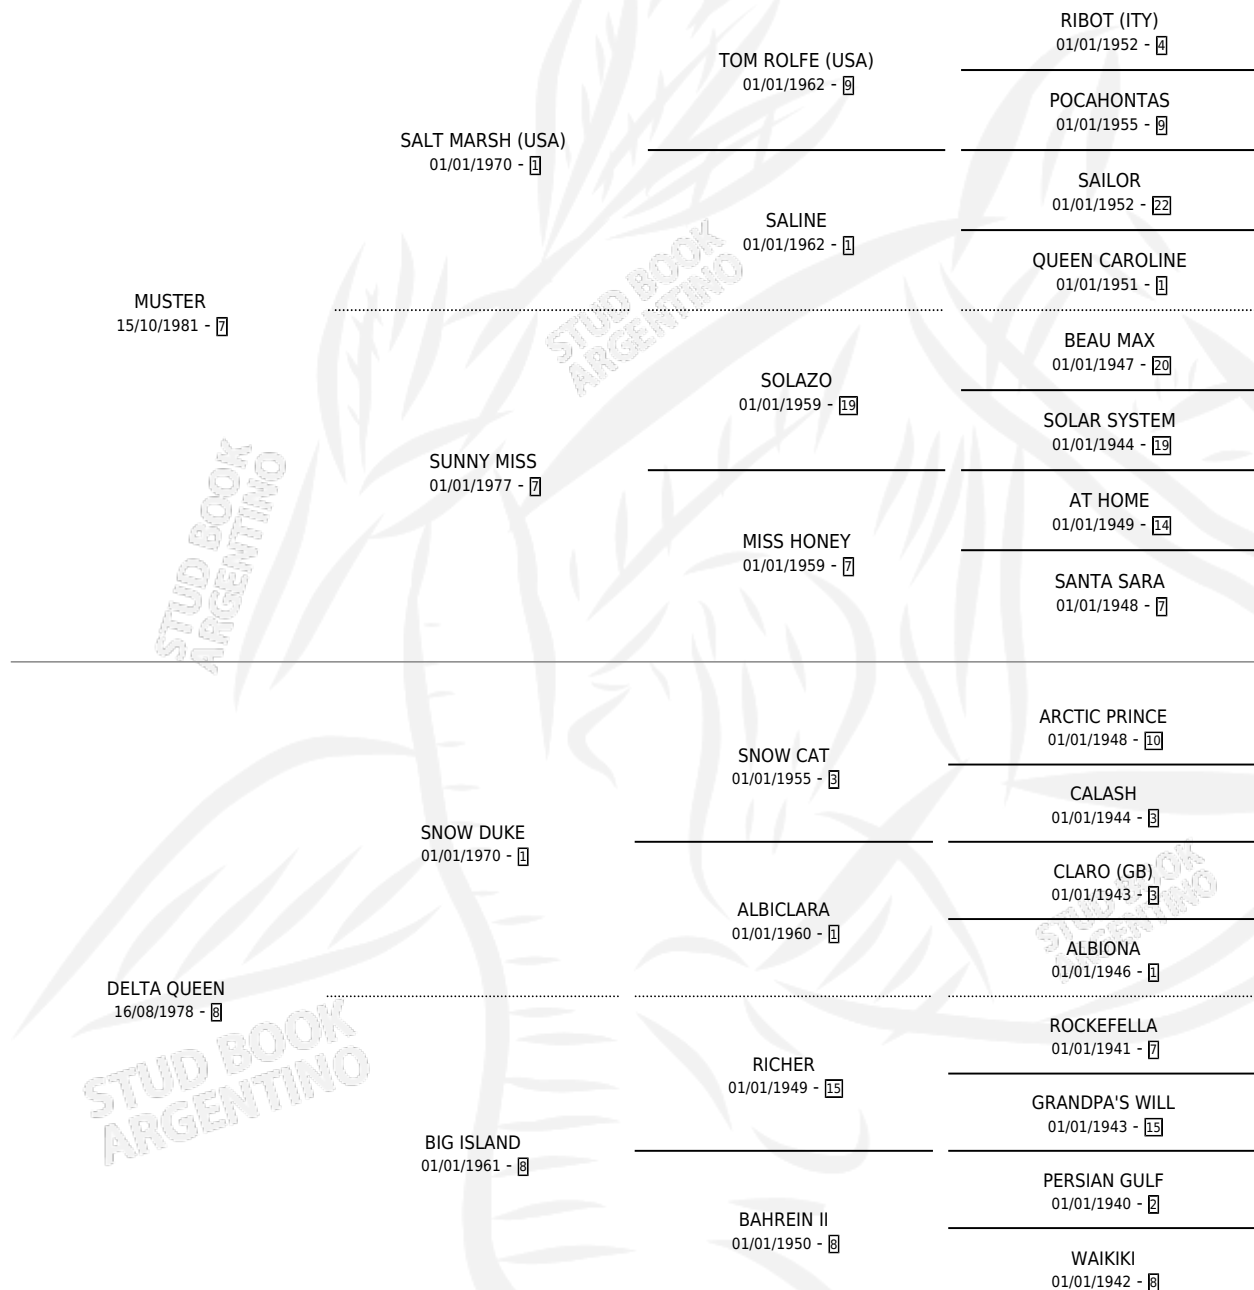 RIBOT (ITY)
01/01/1952 - 4
TOM ROLFE (USA)
01/01/1962 - 9
POCAHONTAS
01/01/1955 - 9
SALT MARSH (USA)
01/01/1970 - 1
SAILOR
01/01/1952 - 22
SALINE
01/01/1962 - 1
QUEEN CAROLINE
01/01/1951 - 1
MUSTER
15/10/1981 - 7
STUD BOOK
ARGENTINO
BEAU MAX
01/01/1947 - 20
SOLAZO
01/01/1959 - 19
SOLAR SYSTEM
01/01/1944 - 19
SUNNY MISS
01/01/1977 - 7
AT HOME
01/01/1949 - 14
MISS HONEY
01/01/1959 - 7
SANTA SARA
01/01/1948 - 7
STUD BOOK
ARGENTINO
ARCTIC PRINCE
01/01/1948 - 10
SNOW CAT
01/01/1955 - 3
CALASH
01/01/1944 - 3
SNOW DUKE
01/01/1970 - 1
CLARO (GB)
01/01/1943 - 3
ALBICLARA
01/01/1960 - 1
ALBIONA
01/01/1946 - 1
STUD BOOK
ARGENTINO
DELTA QUEEN
16/08/1978 - 8
ROCKEFELLA
01/01/1941 - 7
RICHER
01/01/1949 - 15
GRANDPA'S WILL
01/01/1943 - 15
STUD BOOK
ARGENTINO
BIG ISLAND
01/01/1961 - 8
PERSIAN GULF
01/01/1940 - 2
BAHREIN II
01/01/1950 - 8
WAIKIKI
01/01/1942 - 8